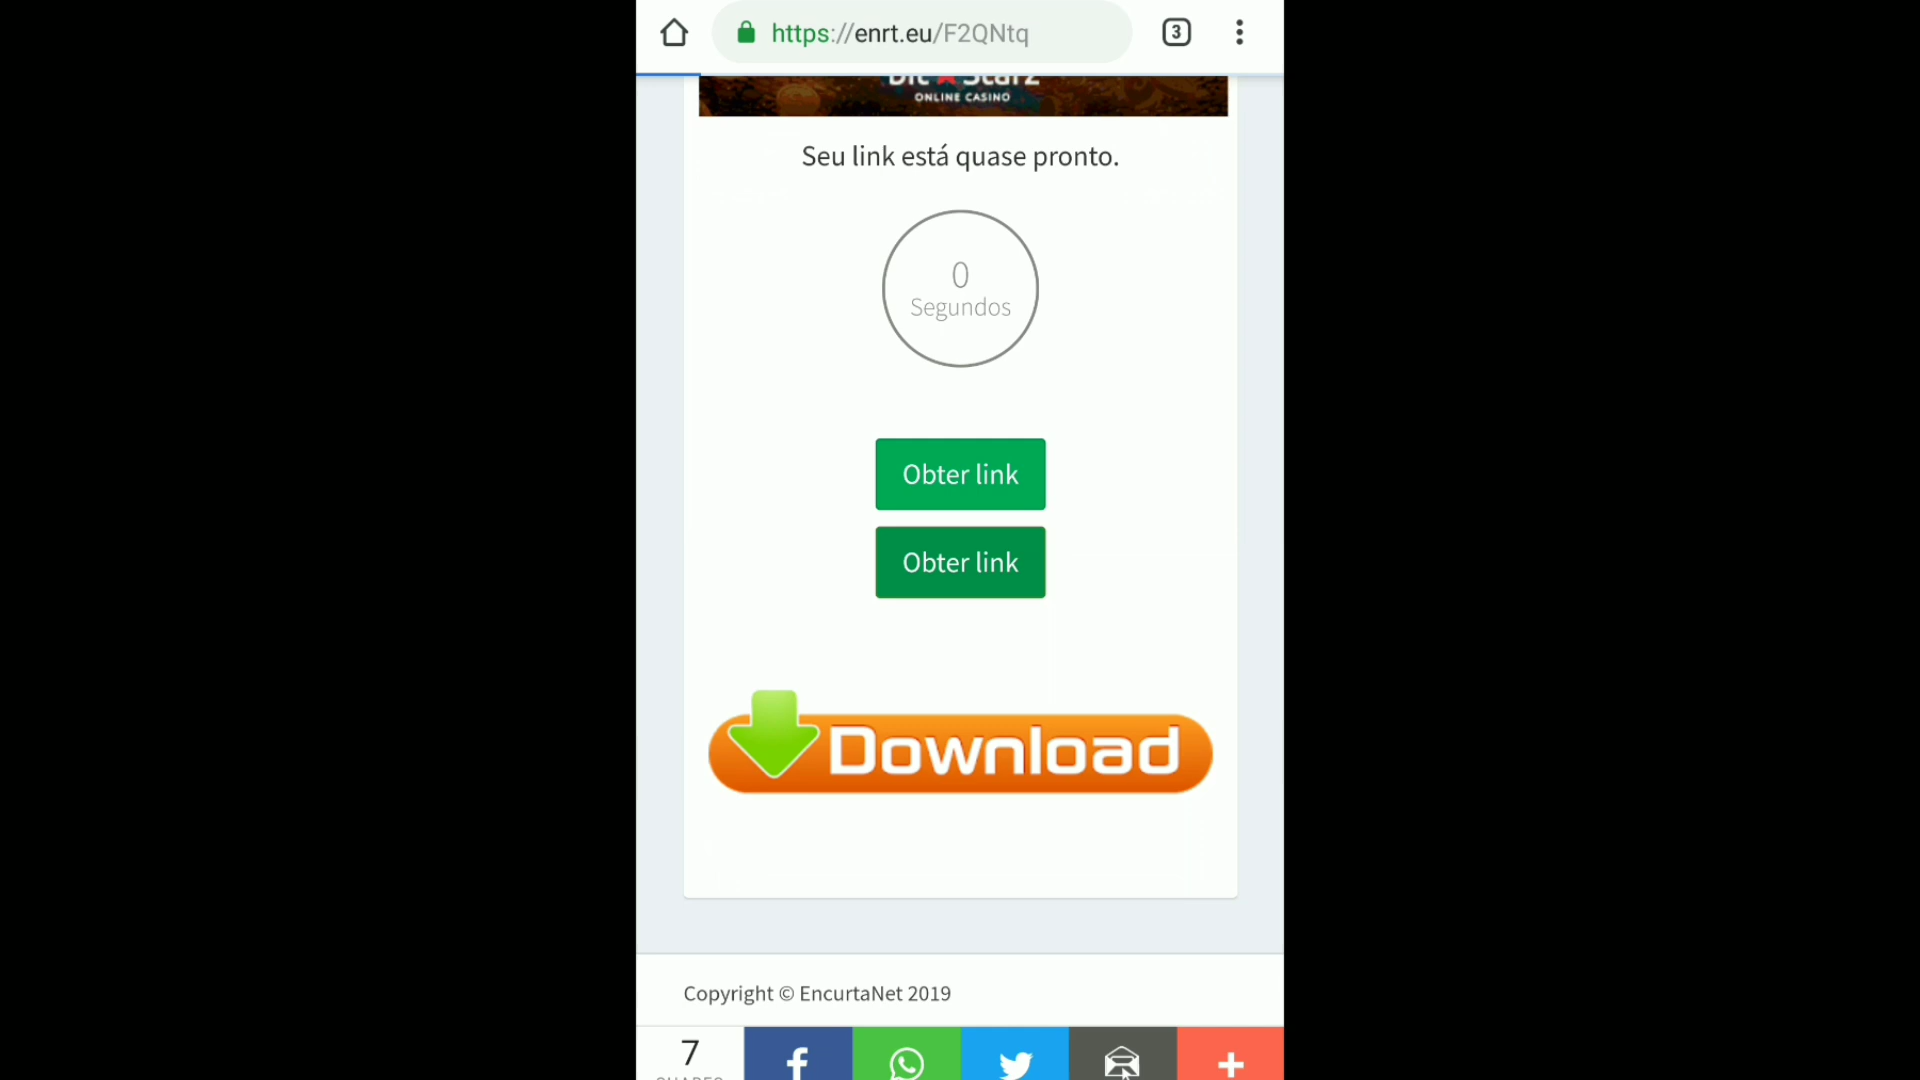 3
https://enrt.eu/F2QNtq
ONLINE CASINO
Seu link está quase pronto.
0
Segundos
Obter link
Obter link
Download
Copyright © EncurtaNet 2019
7